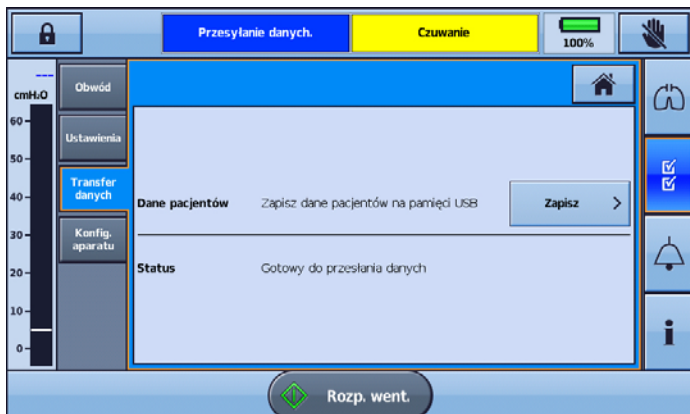 Przesyłanie danych.
Czuwanie
100%
---
cmH₂O
60
50
40
30
20
10
0
Obwód
Ustawienia
Transfer
danych
Konfig.
aparatu
Dane pacjentów
Zapisz dane pacjentów na pamięci USB
Zapisz
Status
Gotowy do przesłania danych
Rozp. went.